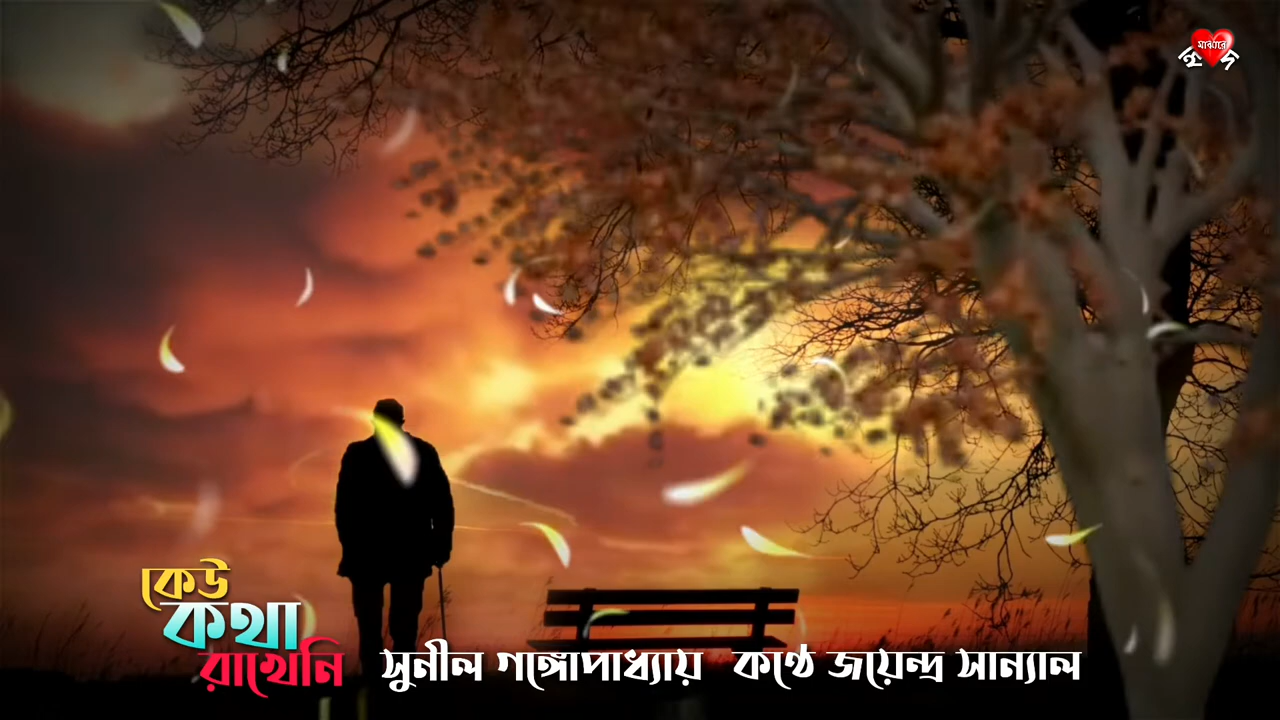 মাঝারে
হৃদ
কেউ
কথা
রাখেনি
সুনীল গঙ্গোপাধ্যায় কণ্ঠে জয়েন্দ্র সান্যাল